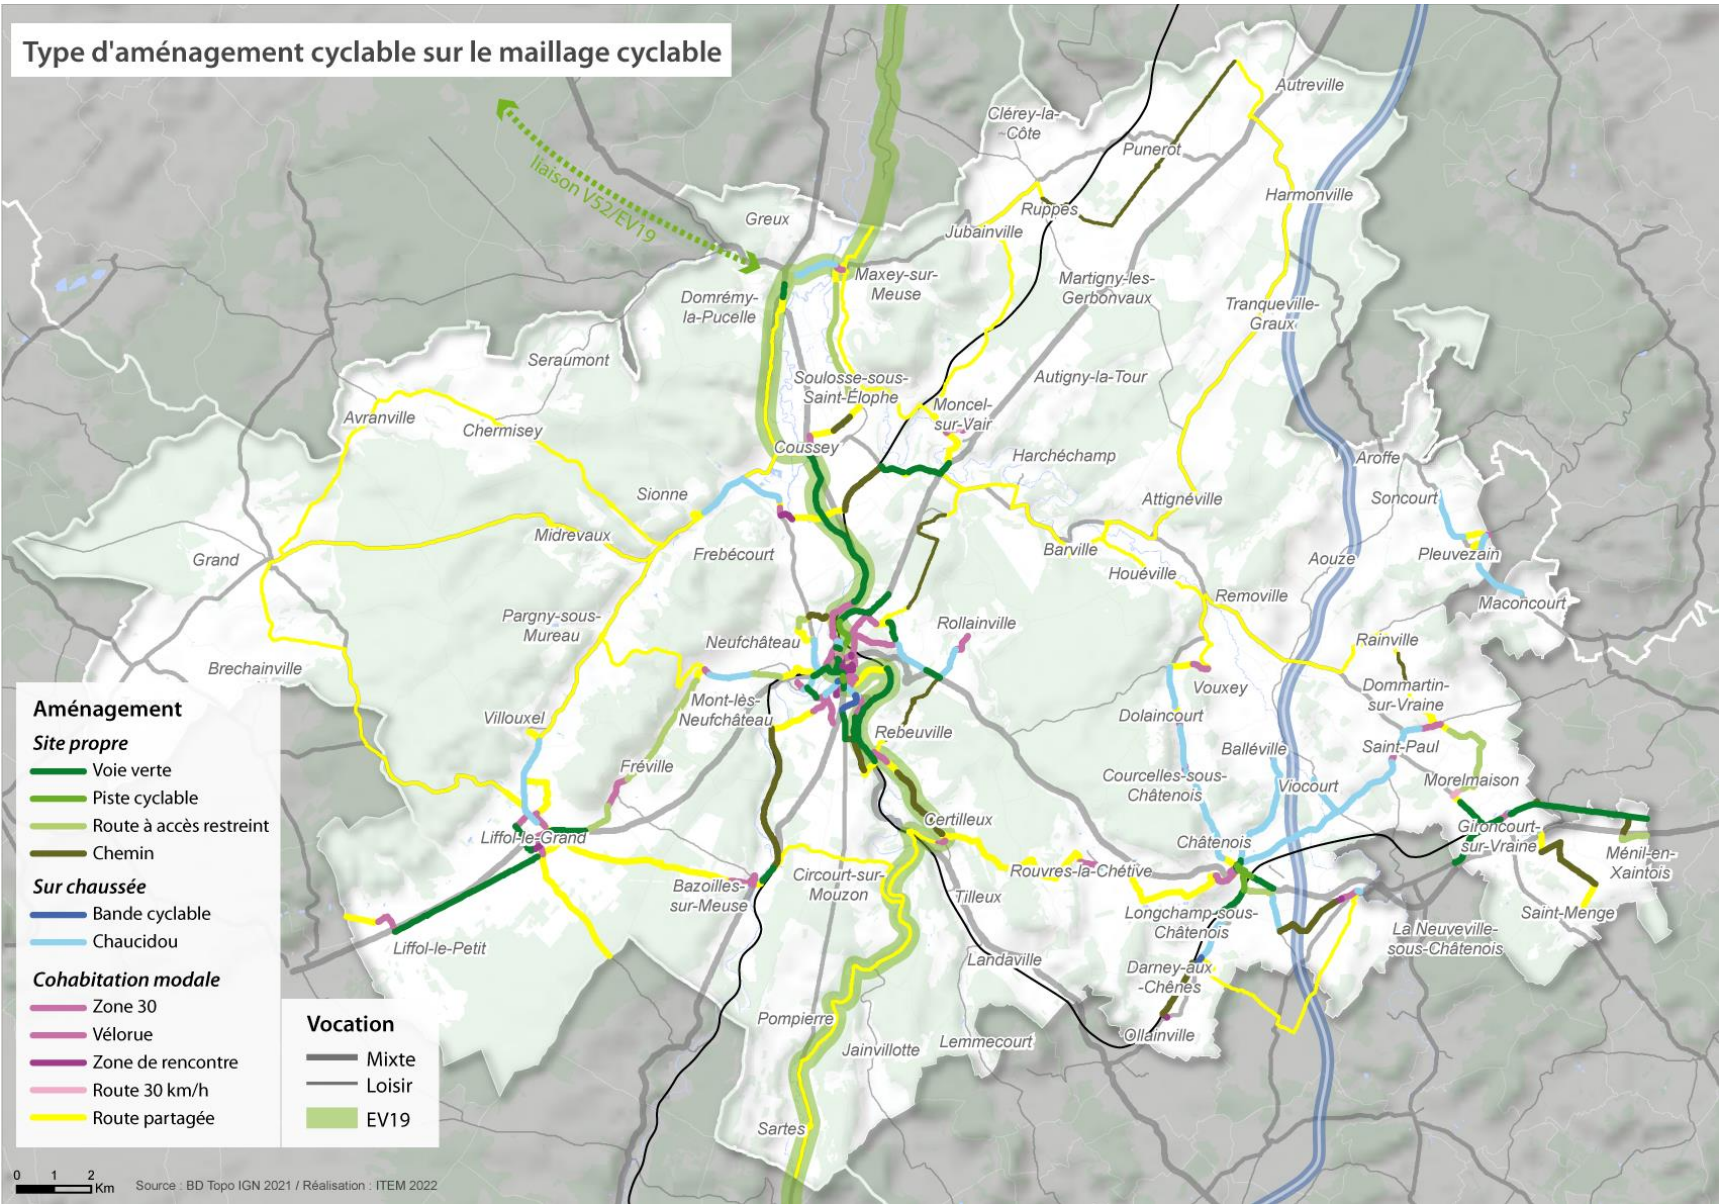 Type d'aménagement cyclable sur le maillage cyclable
liaison V52/EV19
Autreville
Clérey-la-
Côte
Punerot
Harmonville
Greux
Ruppes
Jubainville
Maxey-sur-
Meuse
Martigny-les-
Gerbonvaux
Domrémy-
la-Pucelle
Tranqueville-
Graux
Seraumont
Soulosse-sous-
Saint-Élophe
Autigny-la-Tour
Avranville
Chermisey
Moncel-
sur-Vair
Coussey
Harchéchamp
Aroffe
Sionne
Attignéville
Soncourt
Midrevaux
Grand
Frebécourt
Barville
Houéville
Aouze
Pleuvezain
Removille
Maconcourt
Pargny-sous-
Mureau
Neufchâteau
Rollainville
Rainville
Brechainville
Vouxey
Dommartin-
sur-Vraine
Mont-lès-
Neufchâteau
Villouxel
Rebeuville
Dolaincourt
Balléville
Saint-Paul
Fréville
Courcelles-sous-
Châtenois
Viocourt
Morelmaison
Liffol-le-Grand
Certilleux
Châtenois
Gironcourt-
sur-Vraine
Ménil-en-
Xaintois
Bazoilles-
sur-Meuse
Circourt-sur-
Mouzon
Rouvres-la-Chétive
Tilleux
Longchamp-sous-
Châtenois
Saint-Menge
La Neuveville-
sous-Châtenois
Liffol-le-Petit
Landaville
Darney-aux
-Chênes
Pompierre
Jainvillotte
Lemmecourt
Ollainville
Sartes
Aménagement
Site propre
Voie verte
Piste cyclable
Route à accès restreint
Chemin
Sur chaussée
Bande cyclable
Chaucidou
Cohabitation modale
Zone 30
Vélorue
Zone de rencontre
Route 30 km/h
Route partagée
Vocation
Mixte
Loisir
EV19
0 1 2
Km
Source : BD Topo IGN 2021 / Réalisation : ITEM 2022